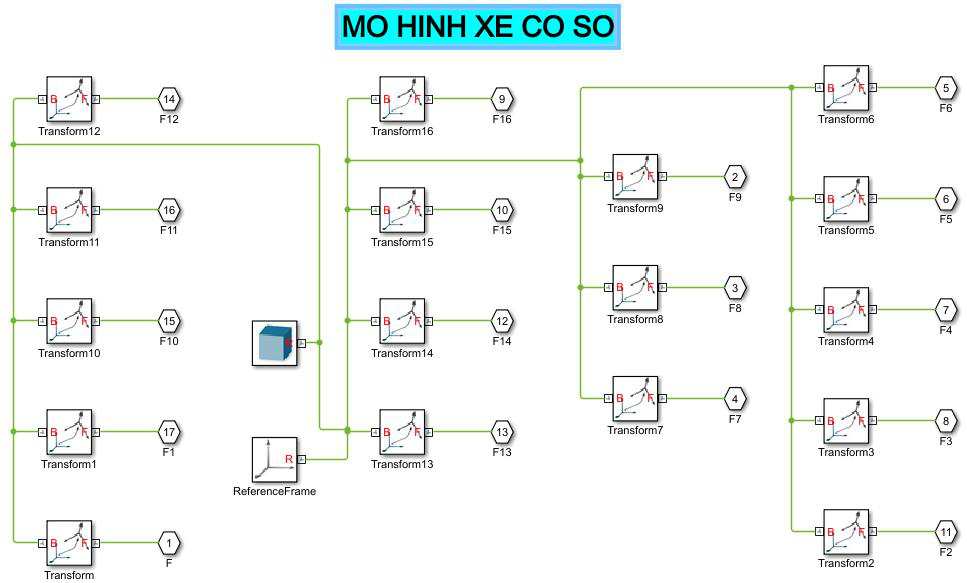 MO HINH XE CO SO
B F
Transform12
14
F12
B F
Transform11
16
F11
B F
Transform10
15
F10
B F
Transform1
17
F1
B F
Transform
1
F
R
R
ReferenceFrame
B F
Transform16
9
F16
B F
Transform15
10
F15
B F
Transform14
12
F14
B F
Transform13
13
F13
B F
Transform9
2
F9
B F
Transform8
3
F8
B F
Transform7
4
F7
B F
Transform6
5
F6
B F
Transform5
6
F5
B F
Transform4
7
F4
B F
Transform3
8
F3
B F
Transform2
11
F2